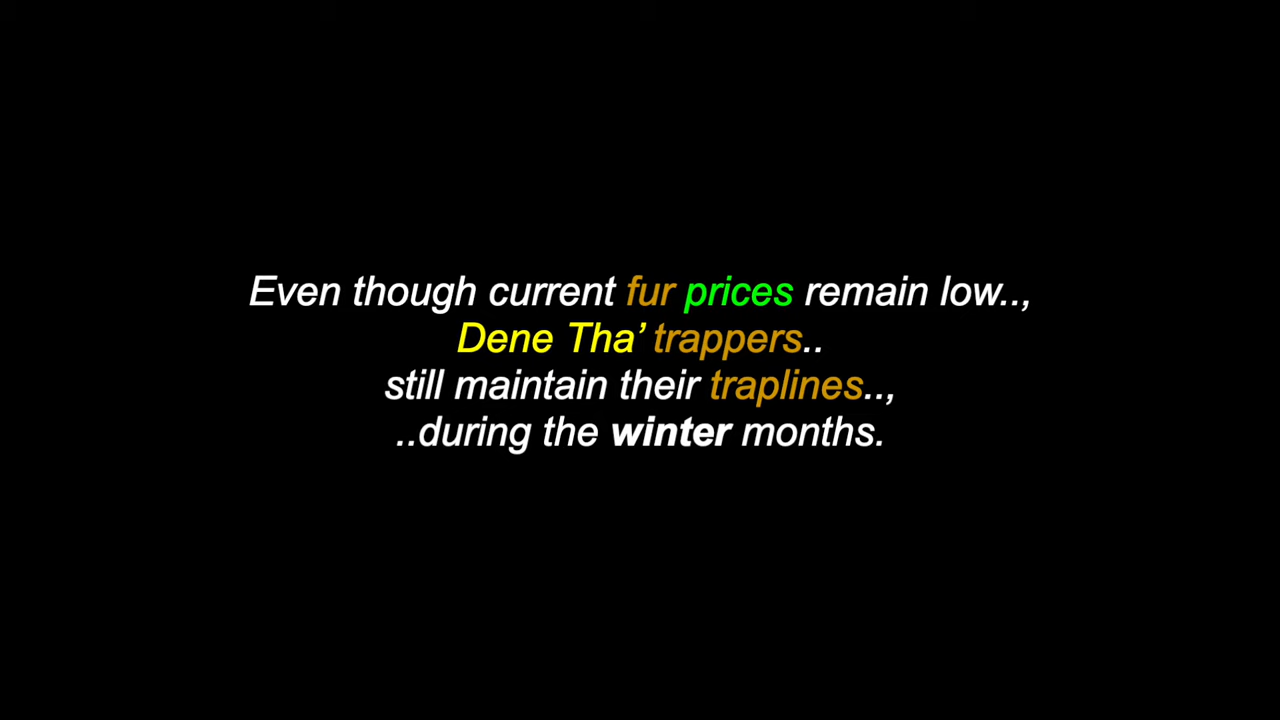 Even though current fur prices remain low..,
Dene Tha’ trappers..
still maintain their traplines..,
..during the winter months.